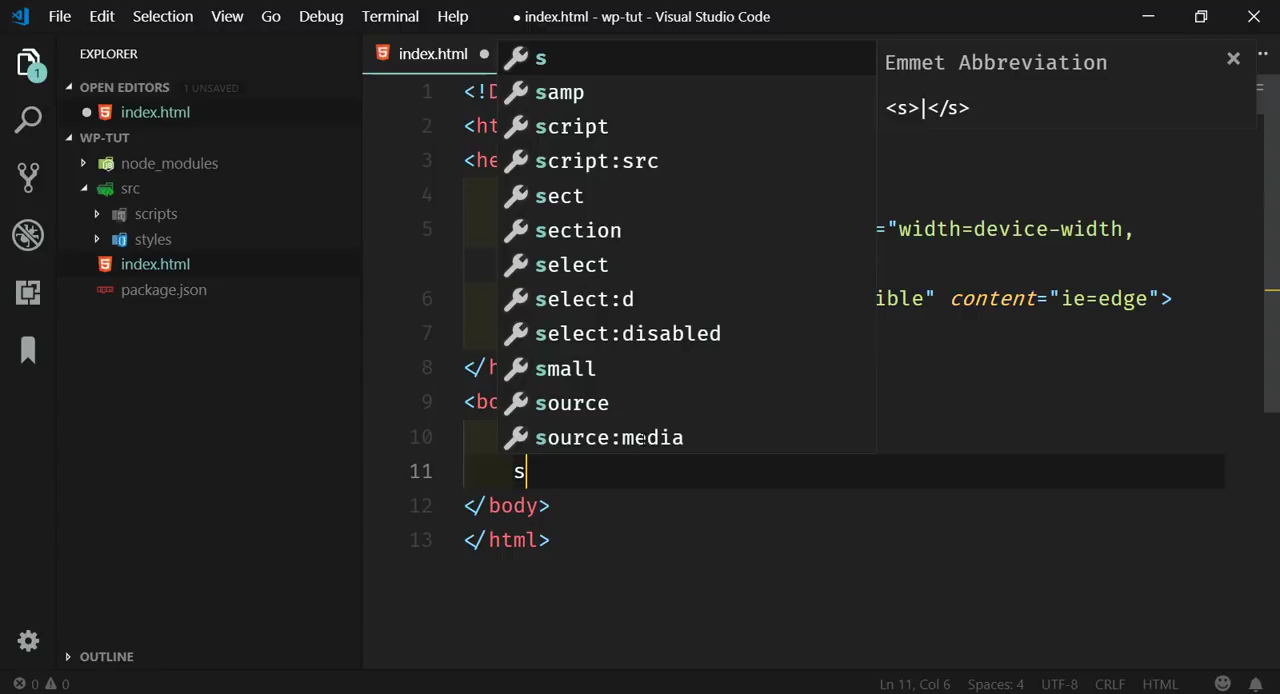 File Edit Selection View Go Debug Terminal Help
● index.html - wp-tut - Visual Studio Code
EXPLORER
OPEN EDITORS 1 UNSAVED
index.html
WP-TUT
node_modules
src
scripts
styles
index.html
package.json
OUTLINE
1
index.html
1 <!D
2 <ht
3 <he
4
5 ="width=device-width,
6 ible" content="ie=edge">
7
8 </h
9 <bo
10
11 s
12 </body>
13 </html>
s
samp
script
script:src
sect
section
select
select:d
select:disabled
small
source
source:media
Emmet Abbreviation
<s>|</s>
0 0
Ln 11, Col 6 Spaces: 4 UTF-8 CRLF HTML